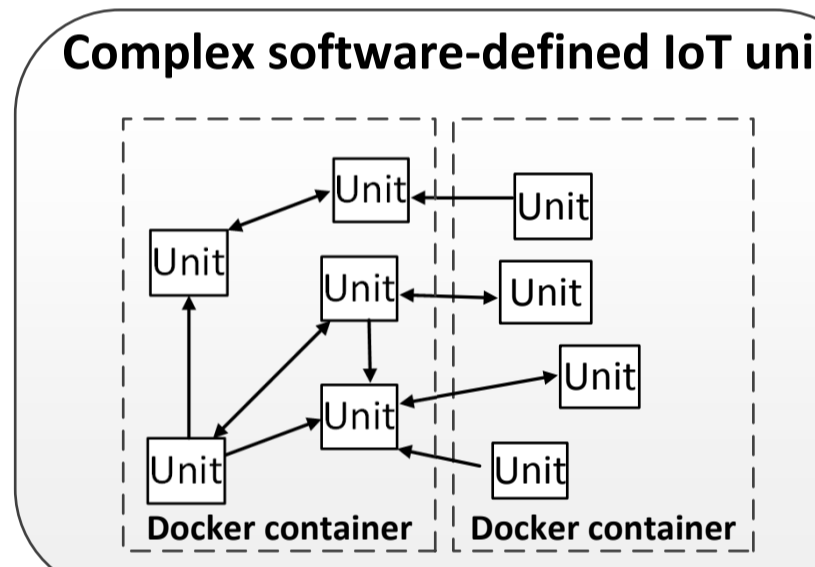 Complex software-defined IoT uni
Unit
Unit
Unit
Unit
Unit
Unit
Unit
Unit
Unit
Docker container
Docker container